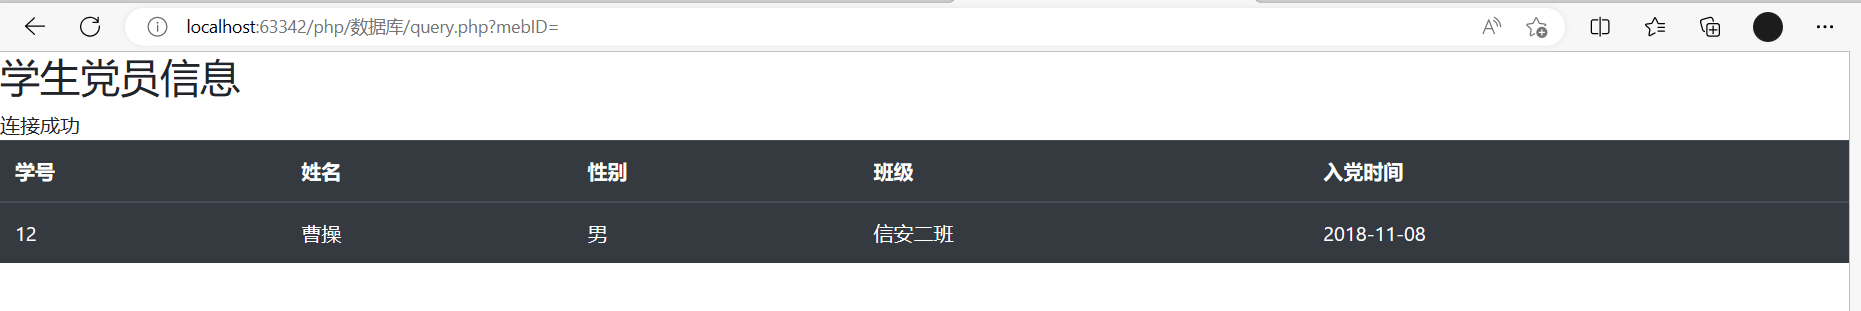 localhost:63342/php/数据库/query.php?mebID=
学生党员信息
连接成功
学号 姓名 性别 班级 入党时间
12 曹操 男 信安二班 2018-11-08